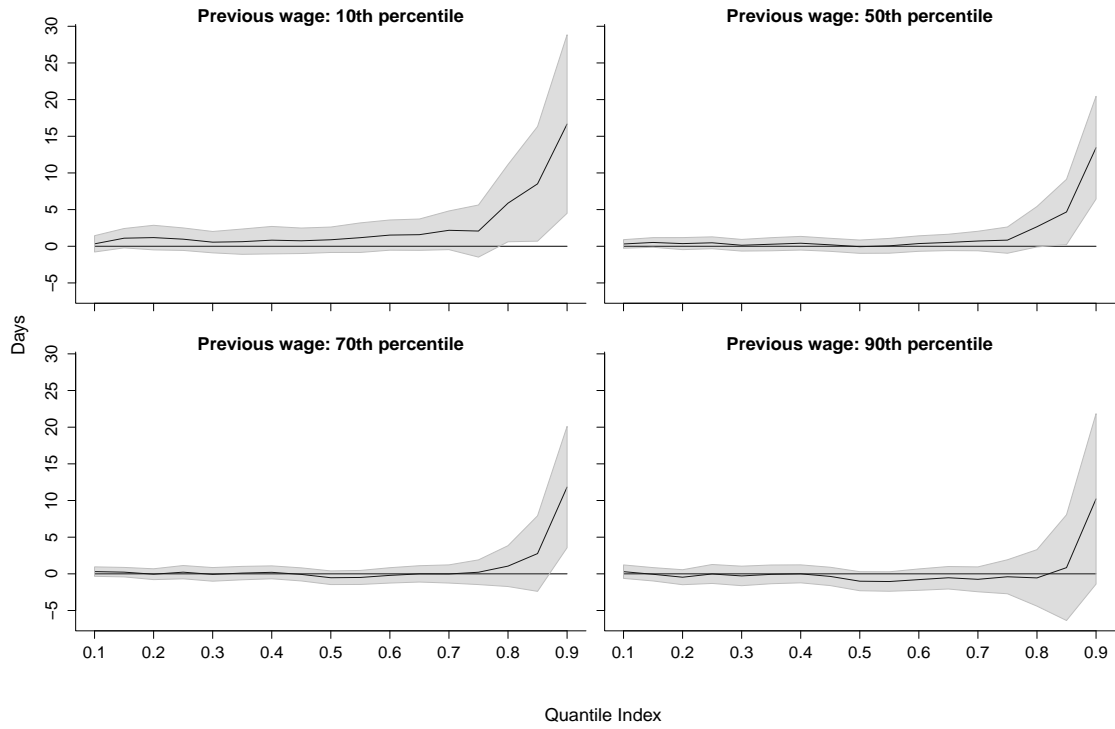 Previous wage: 10th percentile
Previous wage: 50th percentile
30
25
20
15
10
5
0
−5
Days
Previous wage: 70th percentile
Previous wage: 90th percentile
30
25
20
15
10
5
0
−5
0.1 0.2 0.3 0.4 0.5 0.6 0.7 0.8 0.9
0.1 0.2 0.3 0.4 0.5 0.6 0.7 0.8 0.9
Quantile Index